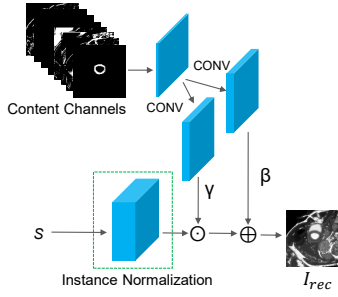 CONV
CONV
Content Channels
γ
β
S
Instance Normalization
I_rec